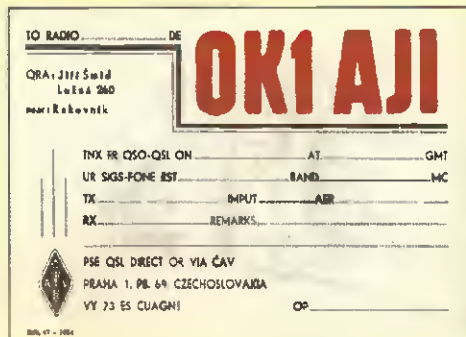 TO RADIO DE OK1 AJI
QRA: Jiří Šmíd
Lužná 260
near: Rakovník
TNX FR QSO-QSL ON AT GMT
UR SIGS-FONE RST BAND MC
TX IMPUT AER
RX REMARKS
PSE QSL DIRECT OR VIA ČAV
PRAHA 1, PB. 69, CZECHOSLOVAKIA
VY 73 ES CUAGN! OP